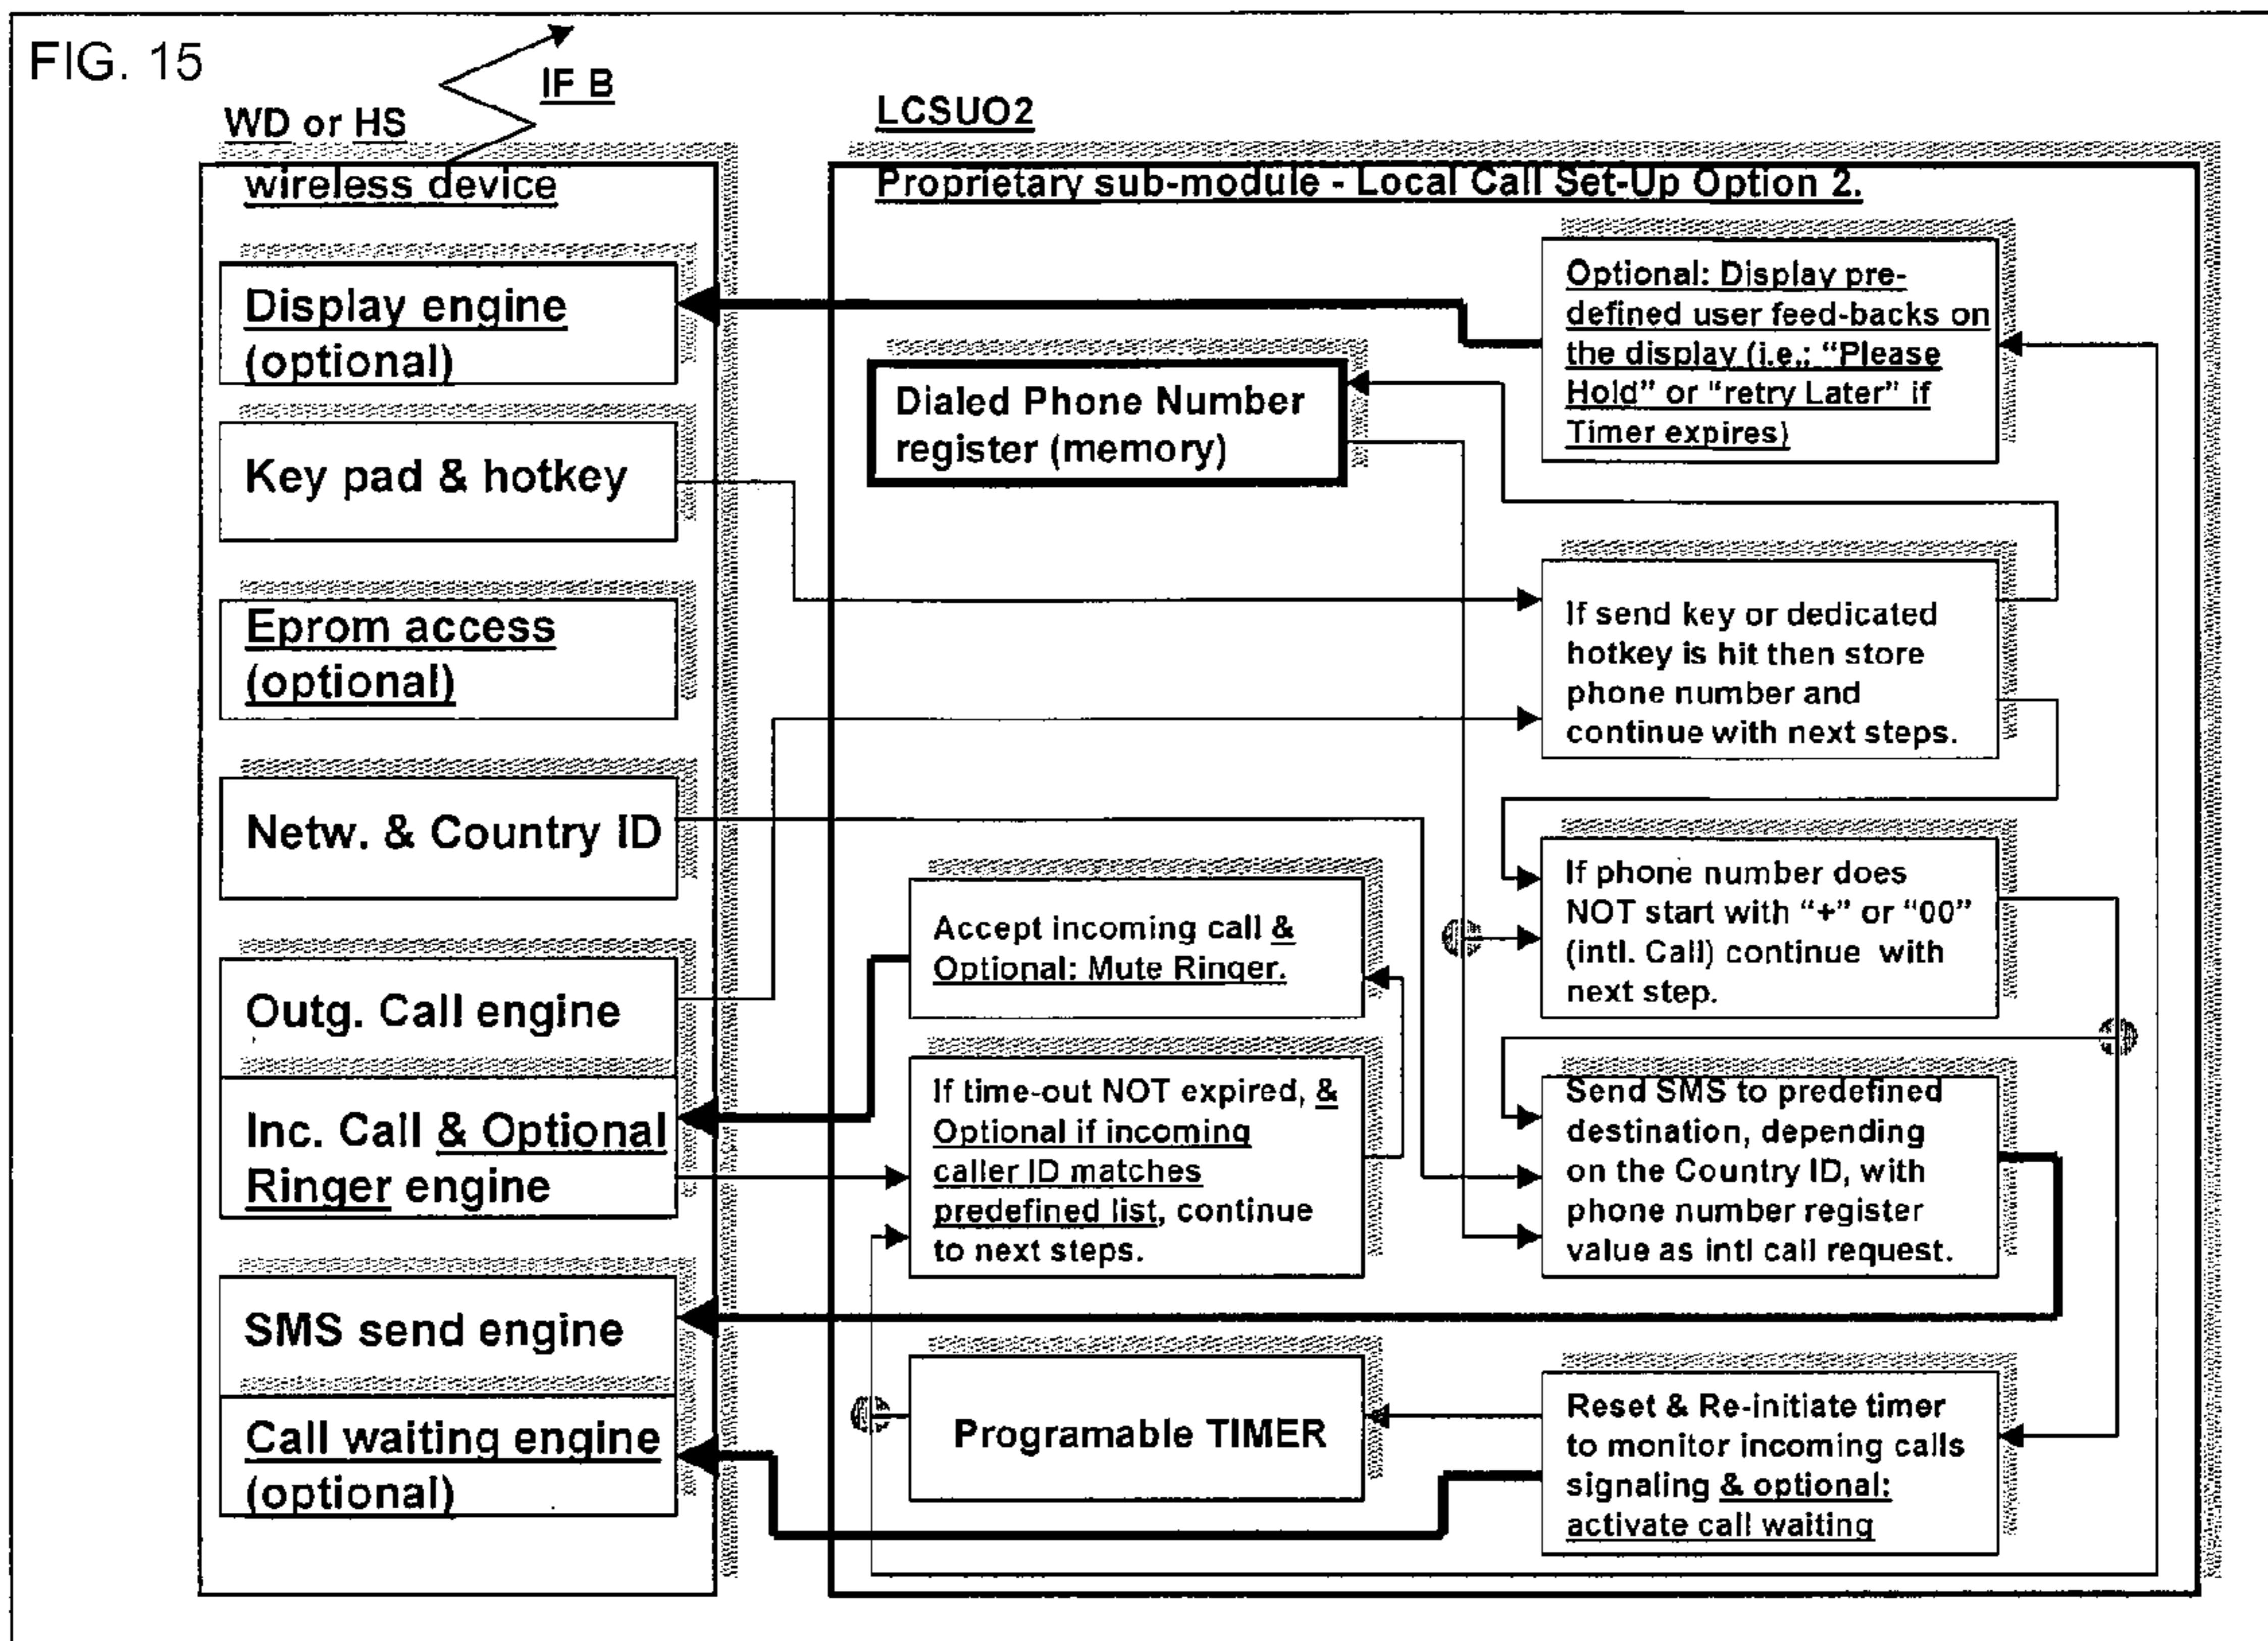 FIG. 15
IF B
WD or HS
wireless device
Display engine
(optional)
Key pad & hotkey
Eprom access
(optional)
Netw. & Country ID
Outg. Call engine
Inc. Call & Optional
Ringer engine
SMS send engine
Call waiting engine
(optional)
LCSUO2
Proprietary sub-module - Local Call Set-Up Option 2.
Optional: Display pre-
defined user feed-backs on
the display (i.e.: “Please
Hold” or “retry Later” if
Timer expires)
Dialed Phone Number
register (memory)
If send key or dedicated
hotkey is hit then store
phone number and
continue with next steps.
If phone number does
NOT start with “+” or “00”
(intl. Call) continue with
next step.
Accept incoming call &
Optional: Mute Ringer.
If time-out NOT expired, &
Optional if incoming
caller ID matches
predefined list, continue
to next steps.
Send SMS to predefined
destination, depending
on the Country ID, with
phone number register
value as intl call request.
Programable TIMER
Reset & Re-initiate timer
to monitor incoming calls
signaling & optional:
activate call waiting